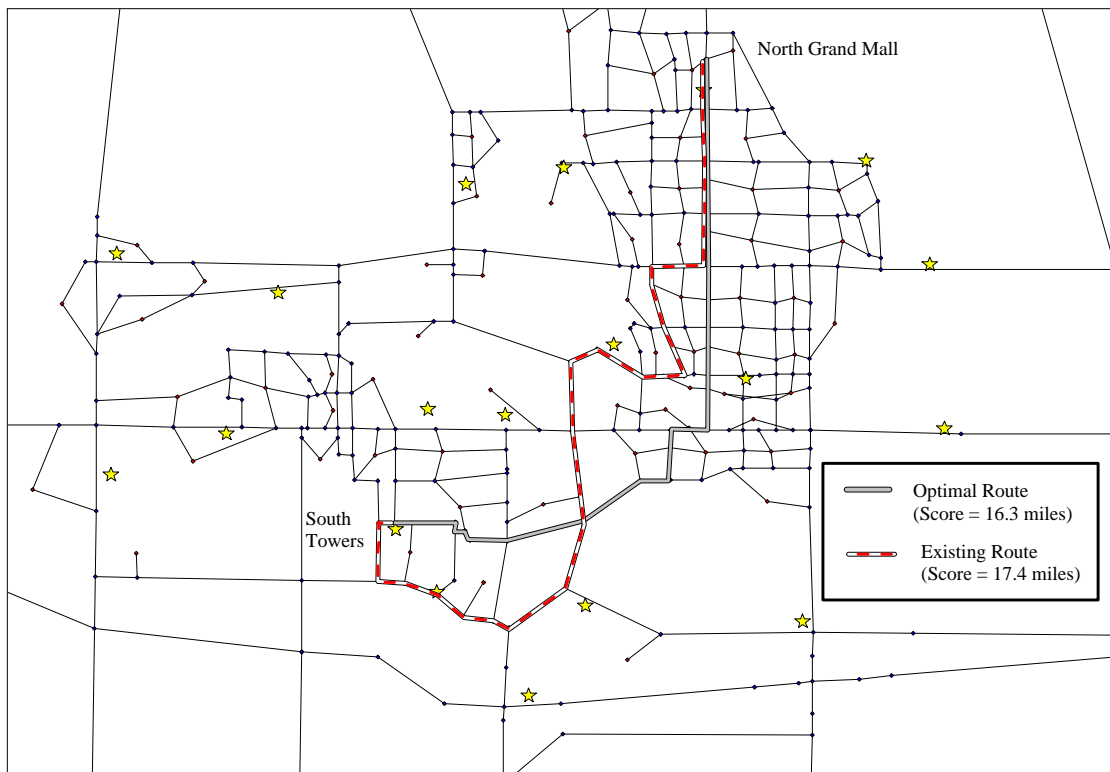 North Grand Mall
South
Towers
Optimal Route
(Score = 16.3 miles)
Existing Route
(Score = 17.4 miles)